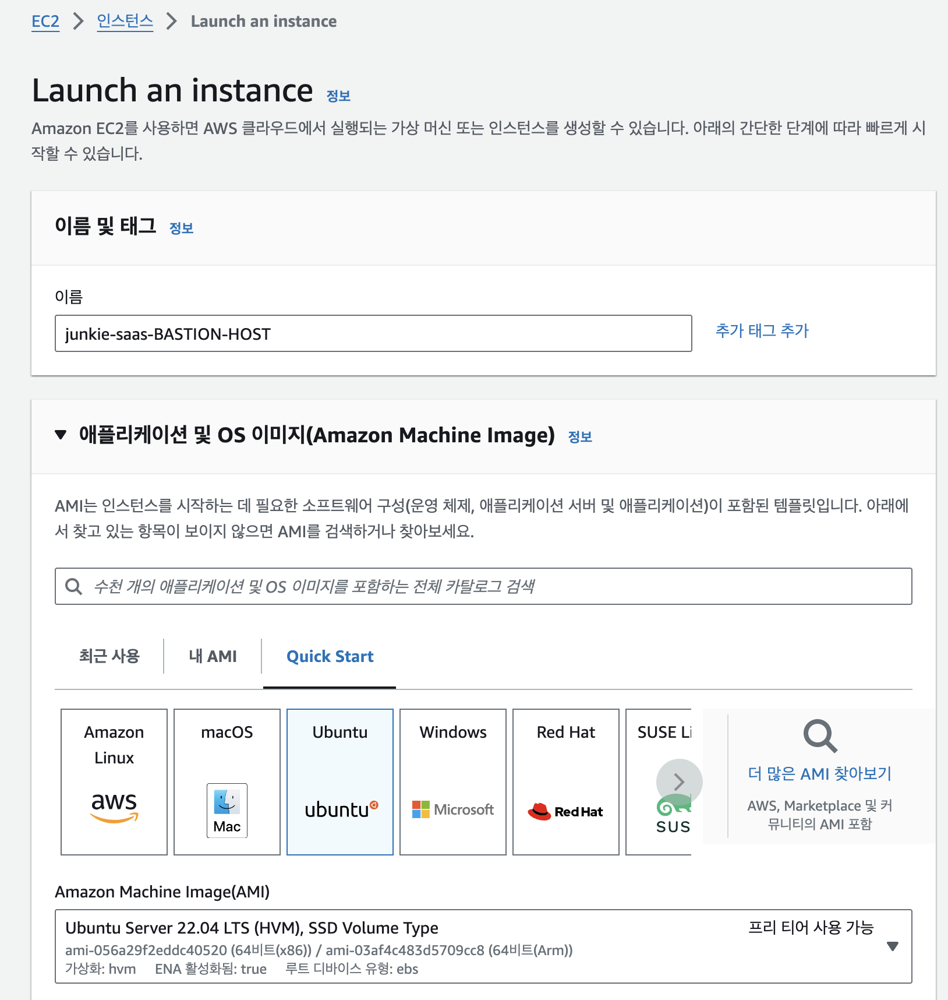 EC2 > 인스턴스 > Launch an instance
Launch an instance 정보
Amazon EC2를 사용하면 AWS 클라우드에서 실행되는 가상 머신 또는 인스턴스를 생성할 수 있습니다. 아래의 간단한 단계에 따라 빠르게 시
작할 수 있습니다.
이름 및 태그 정보
이름
junkie-saas-BASTION-HOST
추가 태그 추가
애플리케이션 및 OS 이미지(Amazon Machine Image) 정보
AMI는 인스턴스를 시작하는 데 필요한 소프트웨어 구성(운영 체제, 애플리케이션 서버 및 애플리케이션)이 포함된 템플릿입니다. 아래에
서 찾고 있는 항목이 보이지 않으면 AMI를 검색하거나 찾아보세요.
수천 개의 애플리케이션 및 OS 이미지를 포함하는 전체 카탈로그 검색
최근 사용
내 AMI
Quick Start
Amazon
Linux
aws
macOS
Mac
Ubuntu
ubuntu
Windows
Microsoft
Red Hat
Red Hat
SUSE Li
SUS
더 많은 AMI 찾아보기
AWS, Marketplace 및 커
뮤니티의 AMI 포함
Amazon Machine Image(AMI)
Ubuntu Server 22.04 LTS (HVM), SSD Volume Type
프리 티어 사용 가능
ami-056a29f2eddc40520 (64비트(x86)) / ami-03af4c483d5709cc8 (64비트(Arm))
가상화: hvm ENA 활성화됨: true 루트 디바이스 유형: ebs